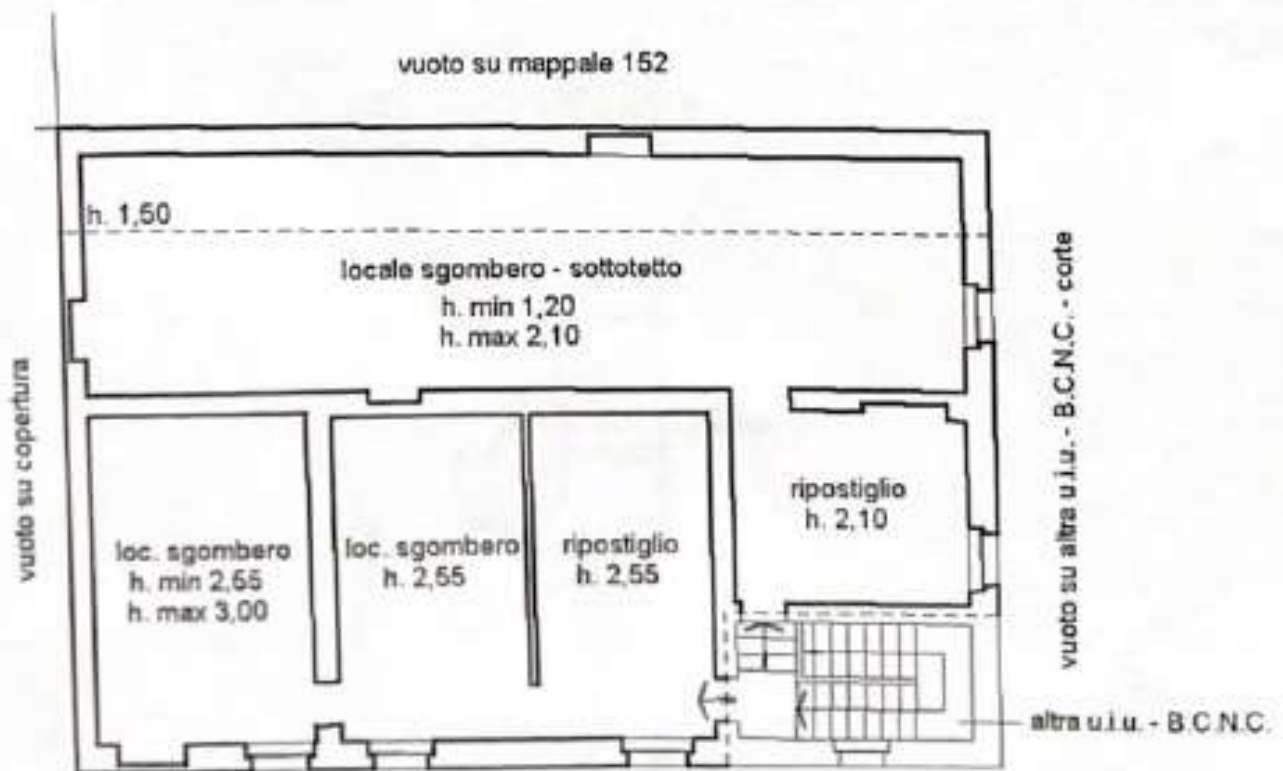 vuoto su mappale 152
h. 1,50
locale sgombero - sottotetto
h. min 1,20
h. max 2,10
vuoto su copertura
vuoto su altra u.i.u.- B.C.N.C. - corte
ripostiglio
h. 2,10
loc. sgombero
h. min 2,55
h. max 3,00
loc. sgombero
h. 2,55
ripostiglio
h. 2,55
altra u.i.u. - B.C.N.C.